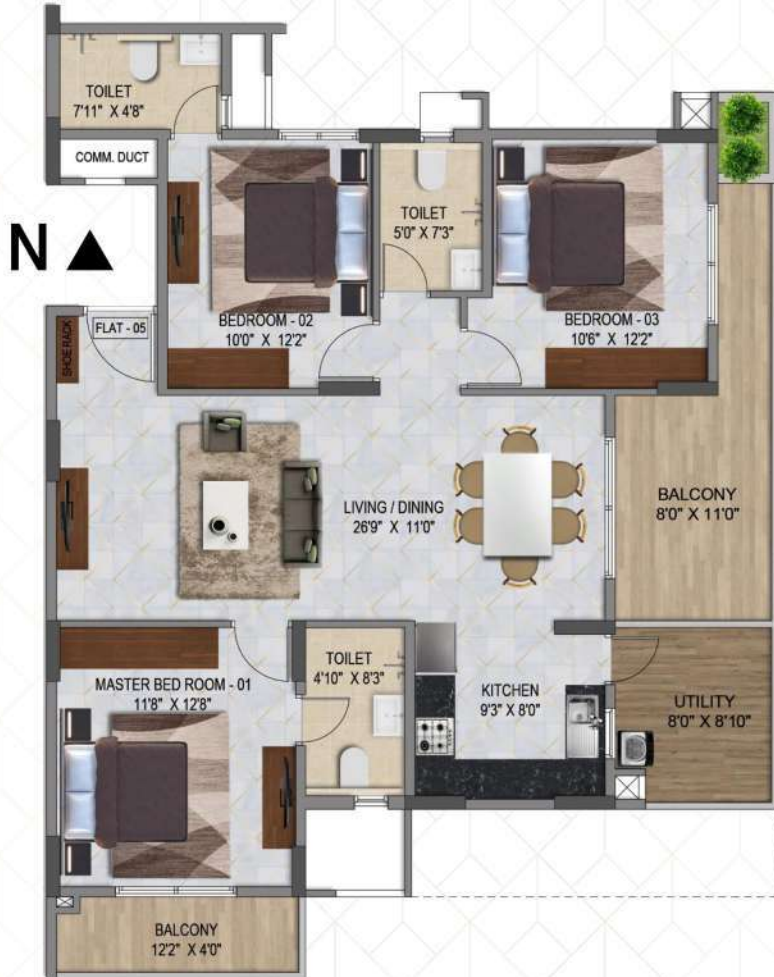 TOILET
7'11" X 4'8"
COMM. DUCT
N
TOILET
5'0" X 7'3"
BEDROOM - 02
10'0" X 12'2"
BEDROOM - 03
10'6" X 12'2"
SHOE RACK
FLAT - 05
LIVING / DINING
26'9" X 11'0"
BALCONY
8'0" X 11'0"
MASTER BED ROOM - 01
11'8" X 12'8"
TOILET
4'10" X 8'3"
KITCHEN
9'3" X 8'0"
UTILITY
8'0" X 8'10"
BALCONY
12'2" X 4'0"